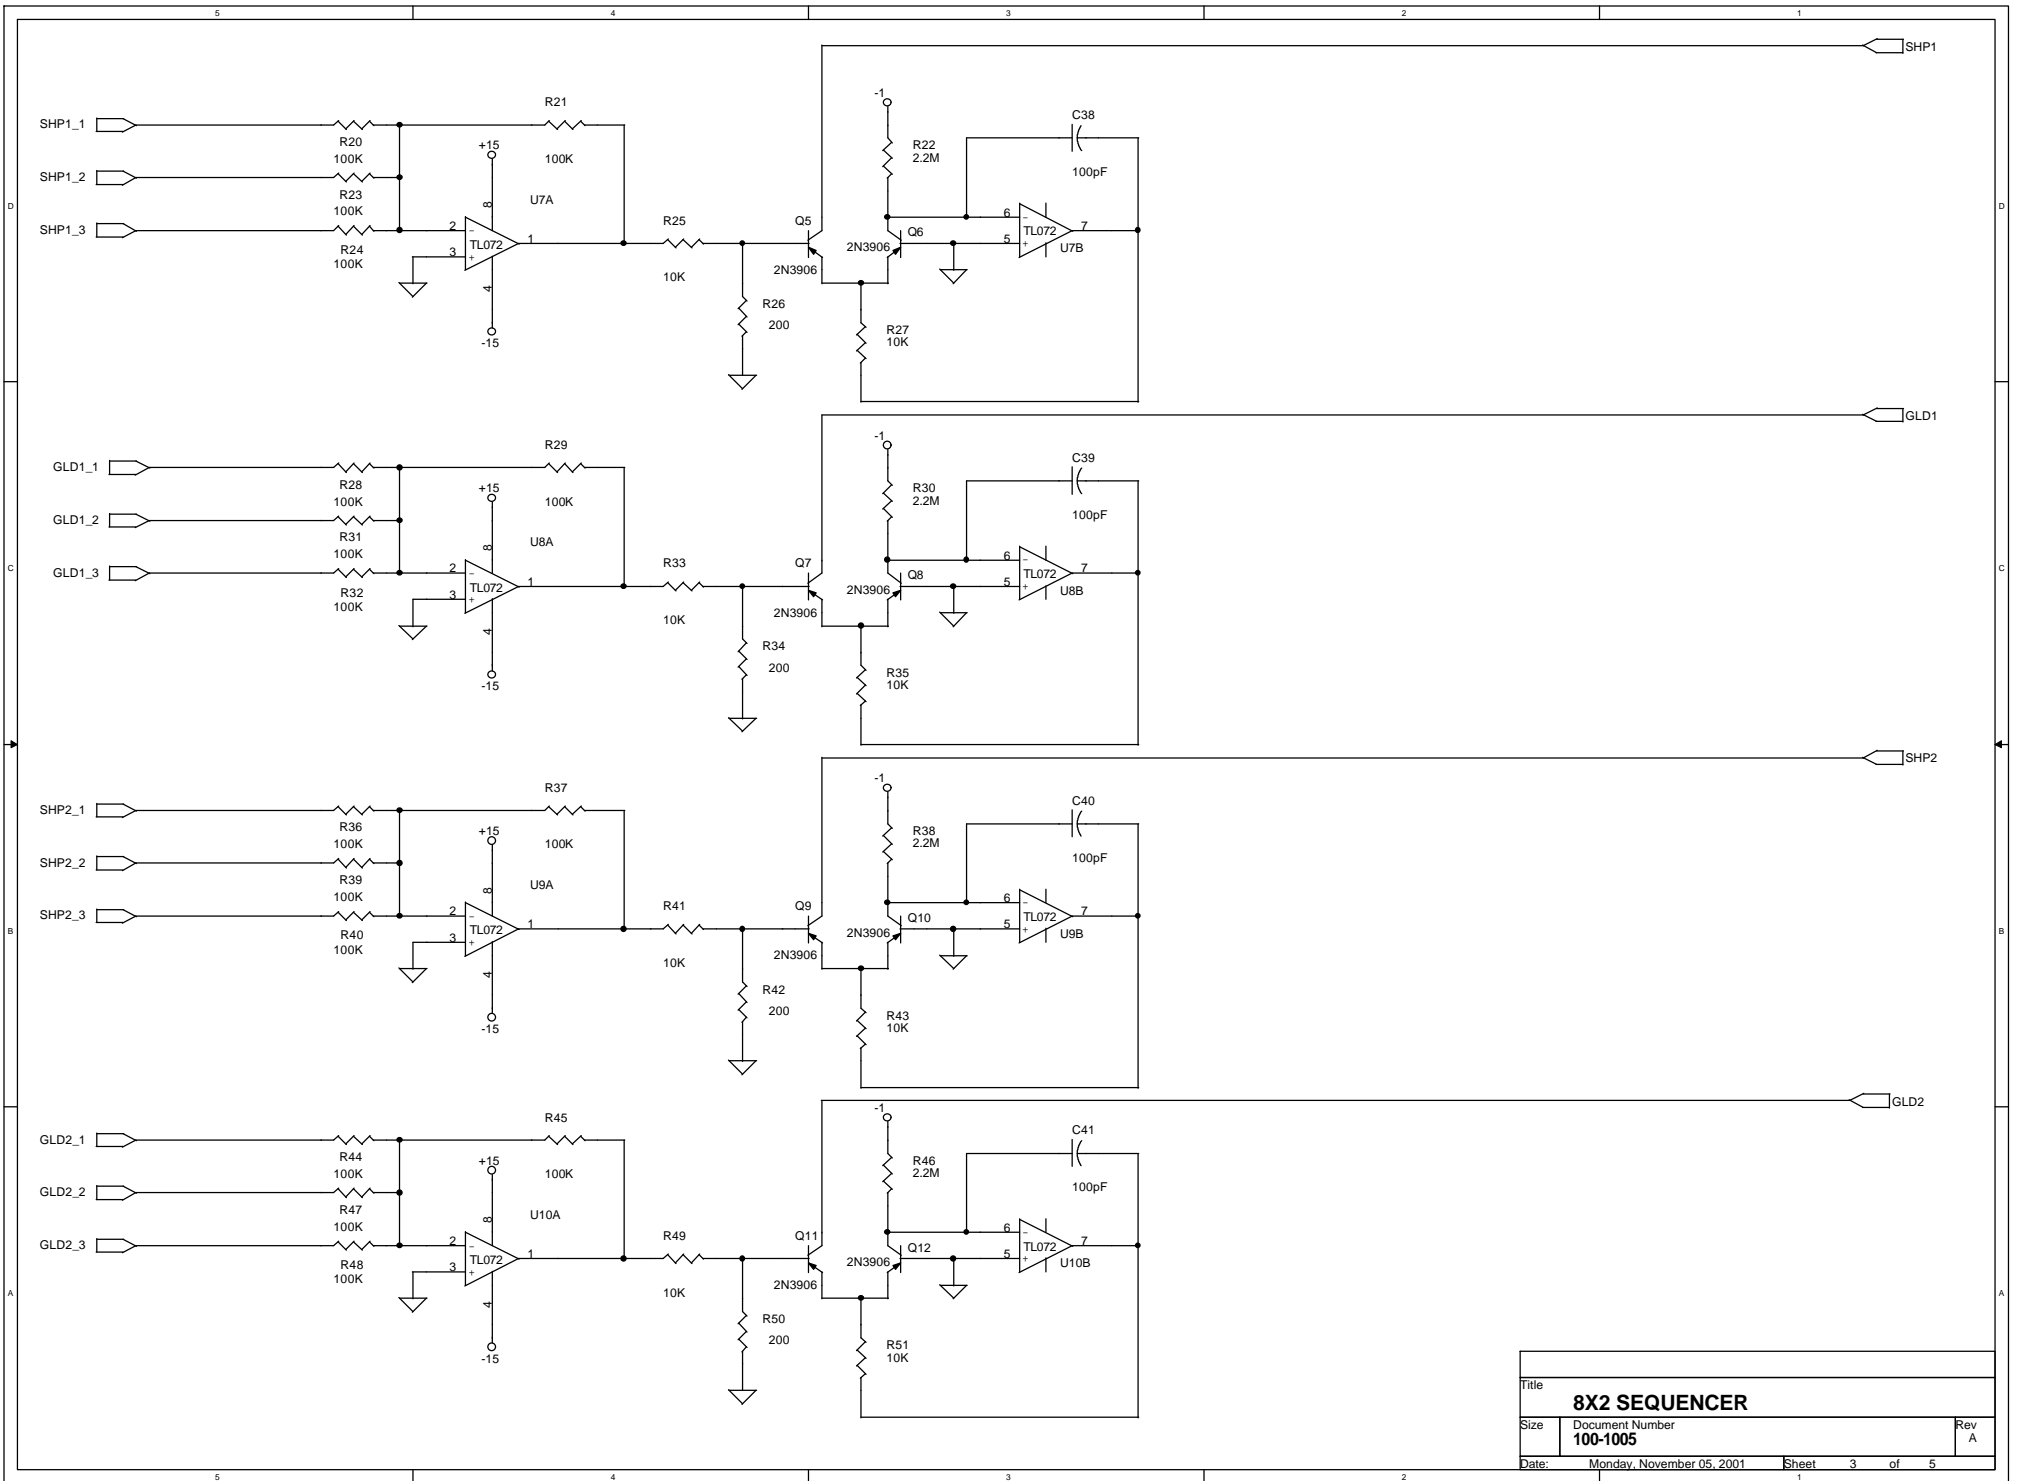 5 4 3 2 1
D
D
C
C
B
B
A
A
SHP1
SHP1_1
SHP1_2
SHP1_3
R20
100K
R23
100K
R24
100K
R21
100K
+15
8
U7A
2
-
TL072
1
3
+
4
-15
R25
10K
R26
200
Q5
2N3906
-1
R22
2.2M
2N3906
Q6
C38
100pF
6
-
TL072
7
5
+
U7B
R27
10K
GLD1
GLD1_1
GLD1_2
GLD1_3
R28
100K
R31
100K
R32
100K
R29
100K
+15
8
U8A
2
-
TL072
1
3
+
4
-15
R33
10K
R34
200
Q7
2N3906
-1
R30
2.2M
2N3906
Q8
C39
100pF
6
-
TL072
7
5
+
U8B
R35
10K
SHP2
SHP2_1
SHP2_2
SHP2_3
R36
100K
R39
100K
R40
100K
R37
100K
+15
8
U9A
2
-
TL072
1
3
+
4
-15
R41
10K
R42
200
Q9
2N3906
-1
R38
2.2M
2N3906
Q10
C40
100pF
6
-
TL072
7
5
+
U9B
R43
10K
GLD2
GLD2_1
GLD2_2
GLD2_3
R44
100K
R47
100K
R48
100K
R45
100K
+15
8
U10A
2
-
TL072
1
3
+
4
-15
R49
10K
R50
200
Q11
2N3906
-1
R46
2.2M
2N3906
Q12
C41
100pF
6
-
TL072
7
5
+
U10B
R51
10K
Title
8X2 SEQUENCER
Size Document Number Rev
100-1005 A
Date: Monday, November 05, 2001 Sheet 3 of 5
5 4 3 2 1